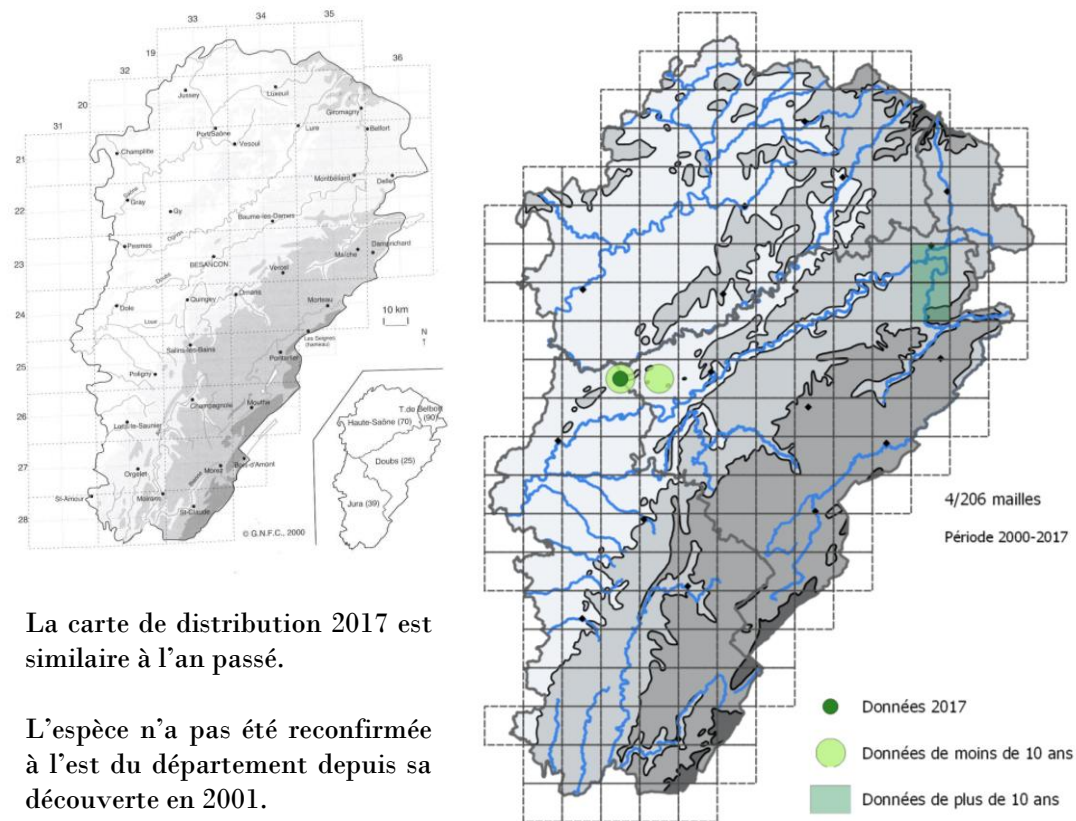 33
34
35
36
32
31
19
20
21
22
23
24
25
26
27
28
Jussey
Luxeuil
Giromagny
Port/Saône
Vesoul
Lure
Belfort
Champlitte
Montbéliard
Delle
Saône
Gray
Gy
Baume-les-Dames
Pesmes
Ognon
Damprichard
Maîche
BESANCON
Vercel
Doubs
Dole
Quingey
Ornans
Morteau
10 km
Loue
Les Seignes
(hameau)
N
Salins-les-Bains
Pontarlier
Poligny
Champagnole
Mouthe
Lons-le-Saunier
Orgelet
Morez
Bois-d'Amont
St-Amour
Moirans
St-Claude
© G.N.F.C., 2000
T. de Belfort
(90)
Haute-Saône (70)
Doubs (25)
Jura (39)
La carte de distribution 2017 est
similaire à l'an passé.
L'espèce n'a pas été reconfirmée
à l'est du département depuis sa
découverte en 2001.
4/206 mailles
Période 2000-2017
Données 2017
Données de moins de 10 ans
Données de plus de 10 ans